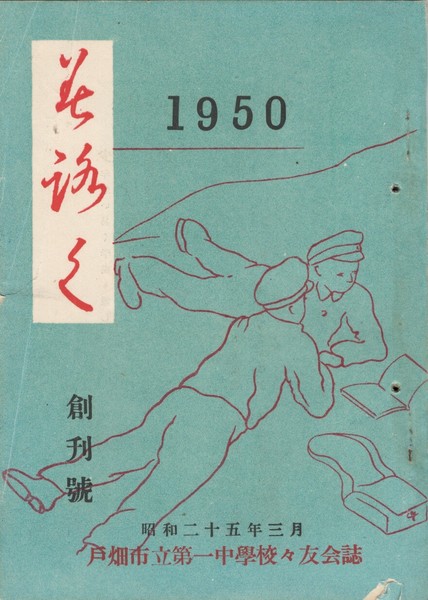 1950
創刊號
昭和二十五年三月
戸畑市立第一中學校々友会誌